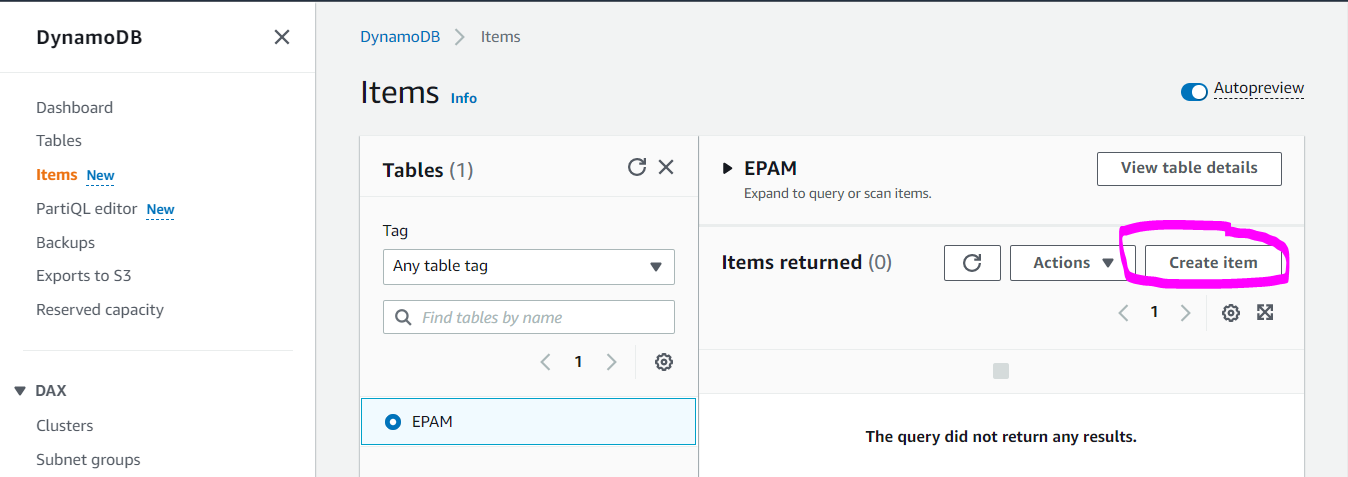 DynamoDB
Dashboard
Tables
Items New
PartiQL editor New
Backups
Exports to S3
Reserved capacity
DAX
Clusters
Subnet groups
DynamoDB Items
Items Info
Autopreview
Tables (1)
Tag
Any table tag
Find tables by name
1
EPAM
EPAM
View table details
Expand to query or scan items.
Items returned (0)
Actions
Create item
1
The query did not return any results.